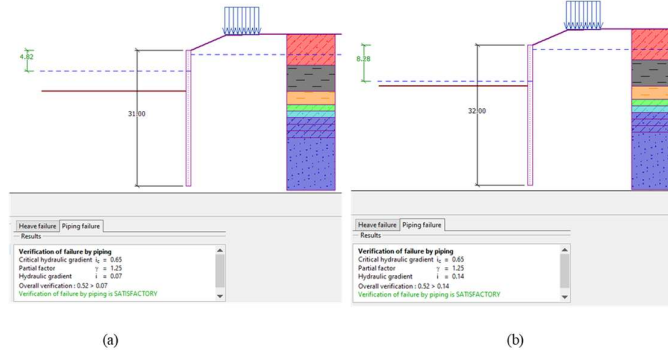 4.82
31.00
Heave failure Piping failure
Results
Verification of failure by piping
Critical hydraulic gradient ic = 0.65
Partial factor γ = 1.25
Hydraulic gradient i = 0.07
Overall verification : 0.52 > 0.07
Verification of failure by piping is SATISFACTORY
(a)
8.28
32.00
Heave failure Piping failure
Results
Verification of failure by piping
Critical hydraulic gradient ic = 0.65
Partial factor γ = 1.25
Hydraulic gradient i = 0.14
Overall verification : 0.52 > 0.14
Verification of failure by piping is SATISFACTORY
(b)